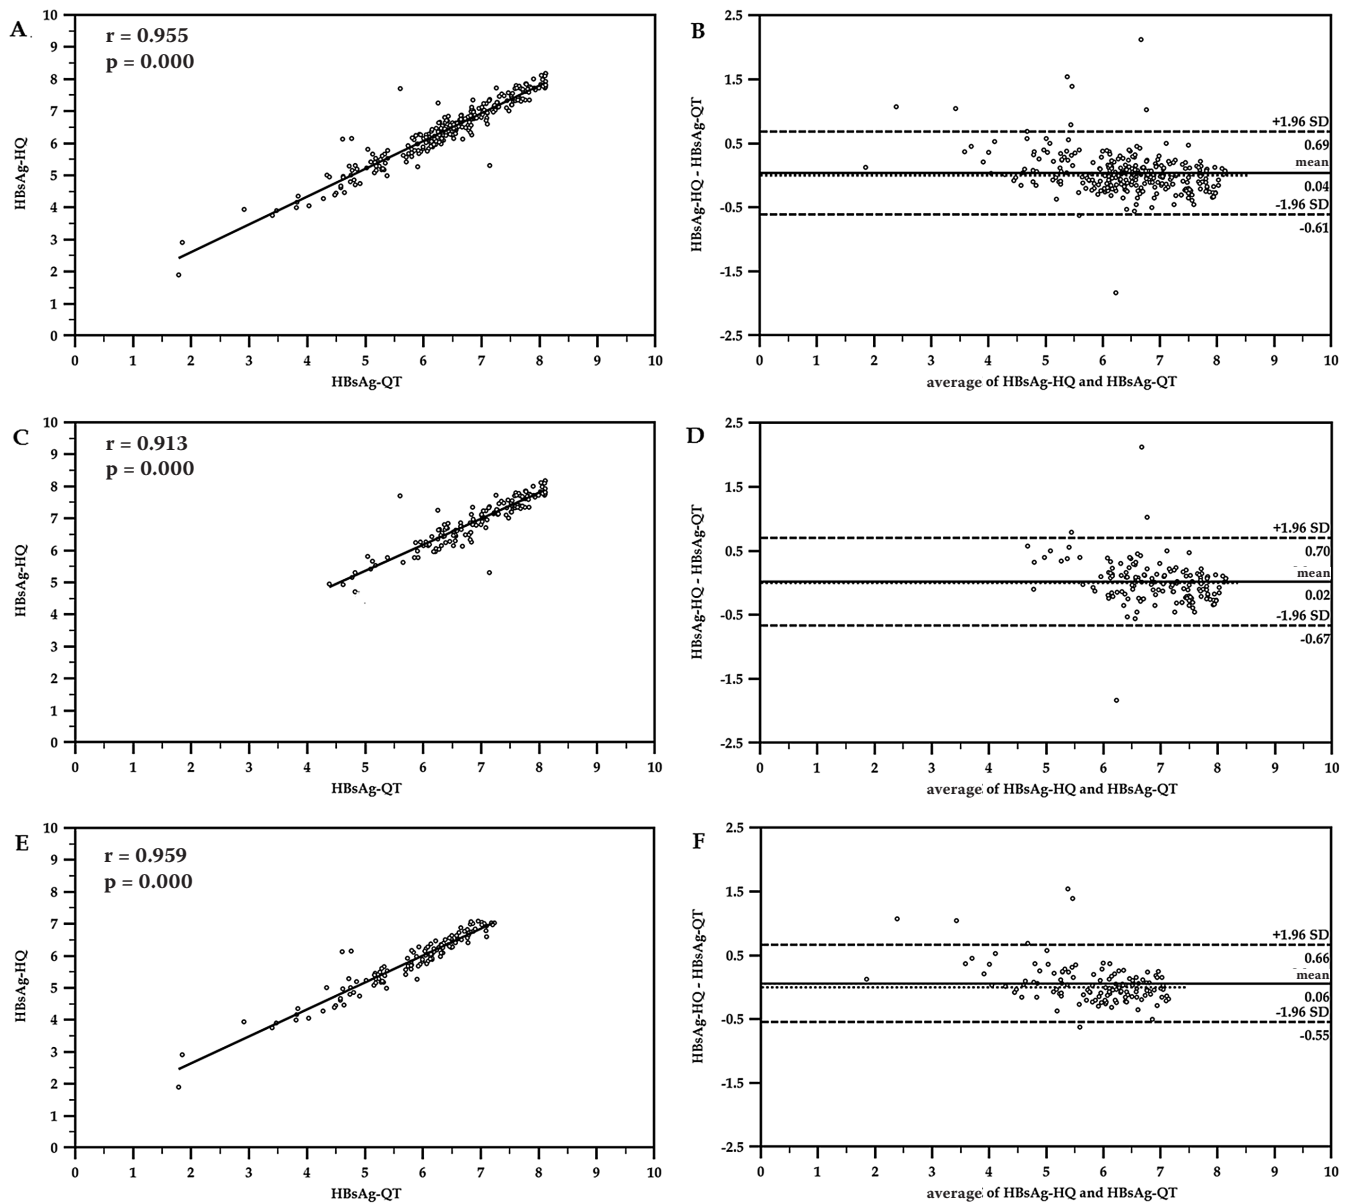 A
r = 0.955
p = 0.000
10
9
8
7
6
5
4
3
2
1
0
HBsAg-HQ
0 1 2 3 4 5 6 7 8 9 10
HBsAg-QT
B
2.5
1.5
0.5
-0.5
-1.5
-2.5
HBsAg-HQ - HBsAg-QT
+1.96 SD
0.69
mean
0.04
-1.96 SD
-0.61
0 1 2 3 4 5 6 7 8 9 10
average of HBsAg-HQ and HBsAg-QT
C
r = 0.913
p = 0.000
10
9
8
7
6
5
4
3
2
1
0
HBsAg-HQ
0 1 2 3 4 5 6 7 8 9 10
HBsAg-QT
D
2.5
1.5
0.5
-0.5
-1.5
-2.5
HBsAg-HQ - HBsAg-QT
+1.96 SD
0.70
mean
0.02
-1.96 SD
-0.67
0 1 2 3 4 5 6 7 8 9 10
average of HBsAg-HQ and HBsAg-QT
E
r = 0.959
p = 0.000
10
9
8
7
6
5
4
3
2
1
0
HBsAg-HQ
0 1 2 3 4 5 6 7 8 9 10
HBsAg-QT
F
2.5
1.5
0.5
-0.5
-1.5
-2.5
HBsAg-HQ - HBsAg-QT
+1.96 SD
0.66
mean
0.06
-1.96 SD
-0.55
0 1 2 3 4 5 6 7 8 9 10
average of HBsAg-HQ and HBsAg-QT